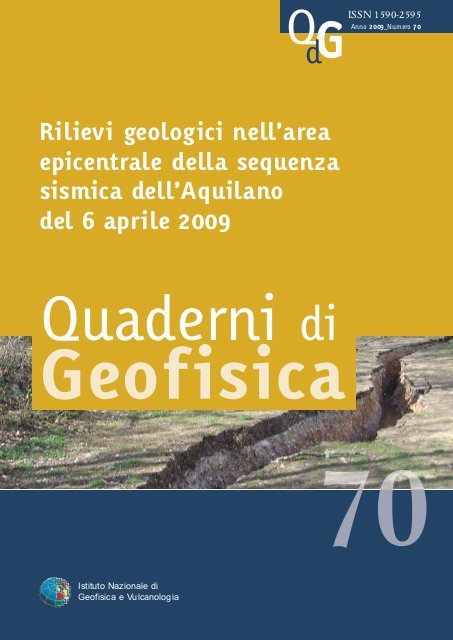 QdG
ISSN 1590-2595
Anno 2009_Numero 70
Rilievi geologici nell'area
epicentrale della sequenza
sismica dell'Aquilano
del 6 aprile 2009
Quaderni di
Geofisica
70
Istituto Nazionale di
Geofisica e Vulcanologia